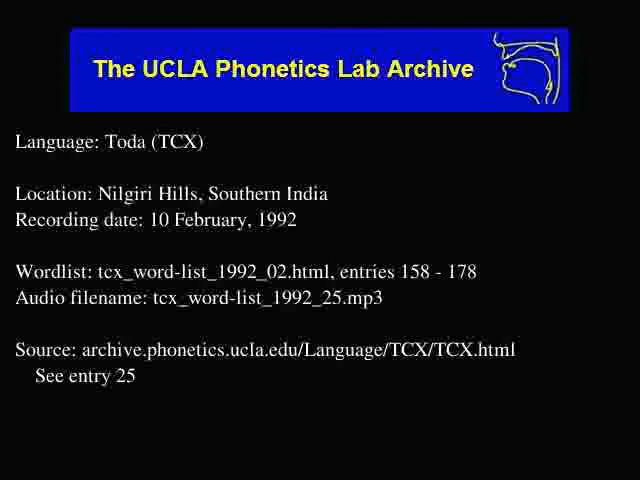 The UCLA Phonetics Lab Archive
Language: Toda (TCX)
Location: Nilgiri Hills, Southern India
Recording date: 10 February, 1992
Wordlist: tcx_word-list_1992_02.html, entries 158 - 178
Audio filename: tcx_word-list_1992_25.mp3
Source: archive.phonetics.ucla.edu/Language/TCX/TCX.html
See entry 25